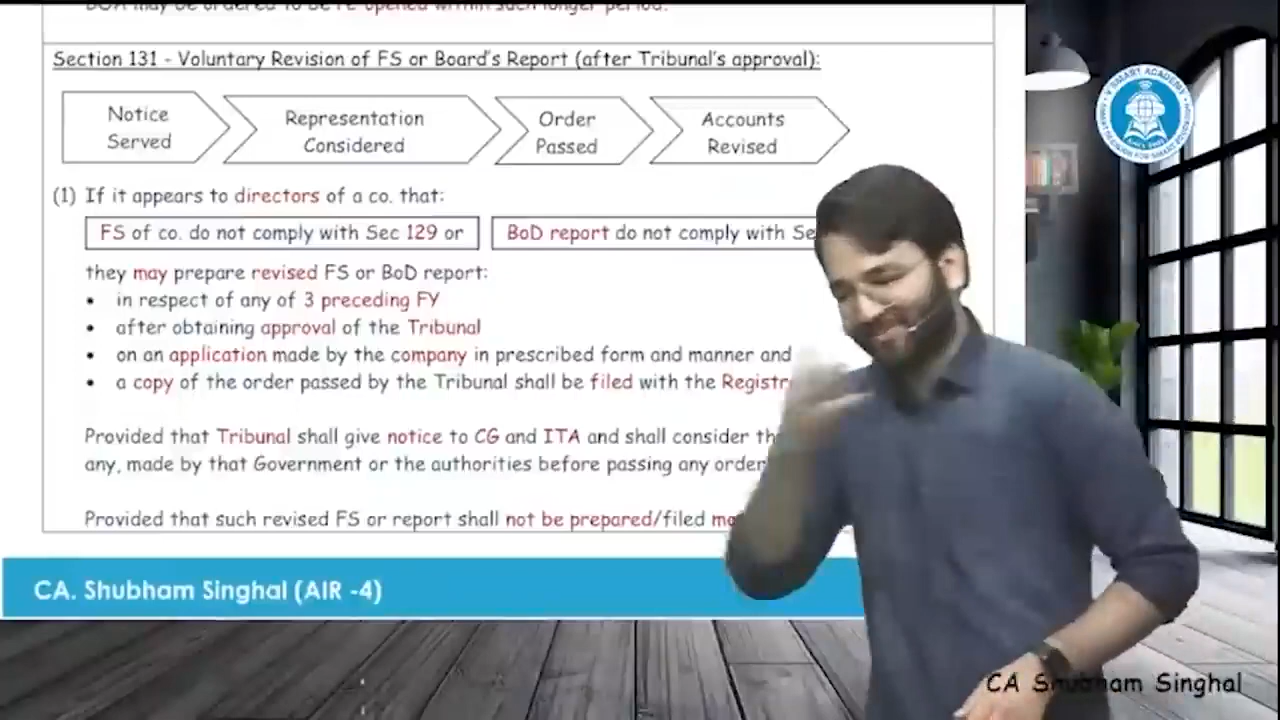 Section 131 - Voluntary Revision of FS or Board's Report (after Tribunal's approval):
Notice
Served
Representation
Considered
Order
Passed
Accounts
Revised
(1) If it appears to directors of a co. that:
FS of co. do not comply with Sec 129 or
BoD report do not comply with
they may prepare revised FS or BoD report:
• in respect of any of 3 preceding FY
• after obtaining approval of the Tribunal
• on an application made by the company in prescribed form and manner and
• a copy of the order passed by the Tribunal shall be filed with the
Provided that Tribunal shall give notice to CG and ITA and shall consider
any, made by that Government or the authorities before passing any order
Provided that such revised FS or report shall not be prepared/filed
CA. Shubham Singhal (AIR -4)
V SMART ACADEMY
CA Shubham Singhal